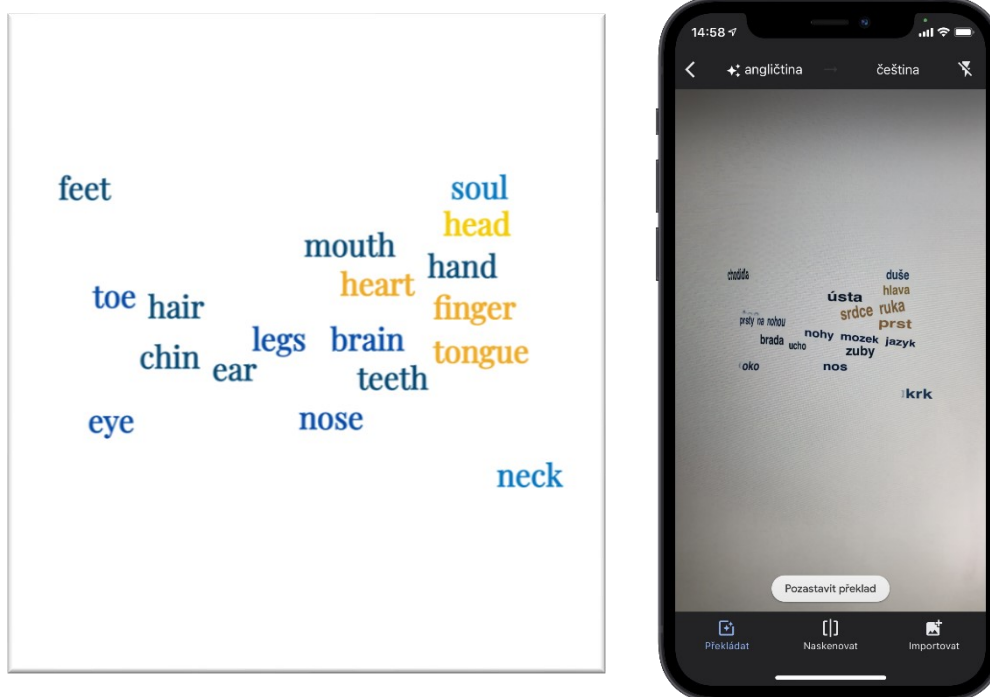 feet
soul
head
mouth
hand
heart
toe
hair
finger
legs
brain
chin
ear
tongue
teeth
eye
nose
neck
14:58
angličtina → čeština
chodidla
duše
hlava
ústa
srdce
ruka
prsty na nohou
prst
nohy
mozek
jazyk
brada
ucho
zuby
oko
nos
krk
Pozastavit překlad
Překládat
Naskenovat
Importovat